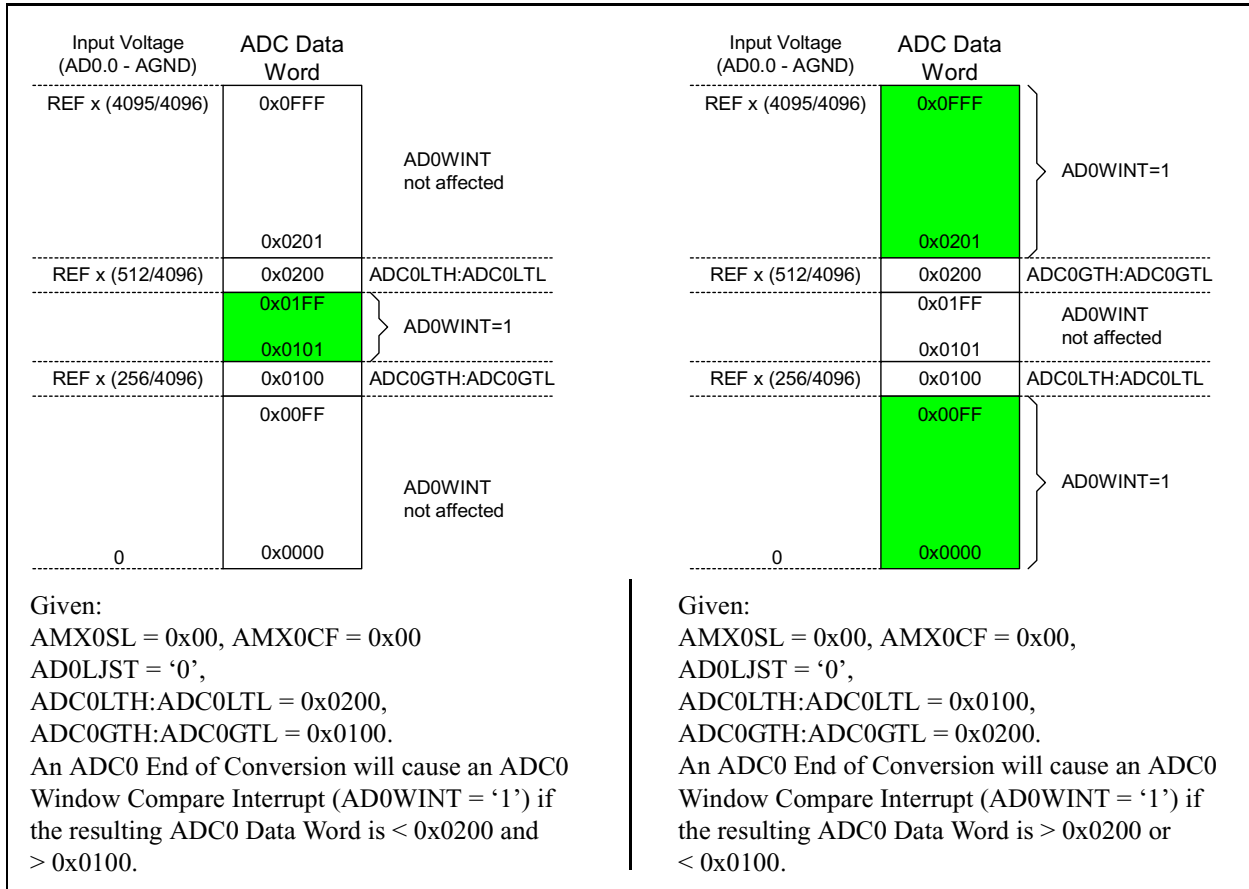 Input Voltage
(AD0.0 - AGND)
ADC Data
Word
REF x (4095/4096)
0x0FFF
AD0WINT
not affected
0x0201
REF x (512/4096)
0x0200
ADC0LTH:ADC0LTL
0x01FF
AD0WINT=1
0x0101
REF x (256/4096)
0x0100
ADC0GTH:ADC0GTL
0x00FF
AD0WINT
not affected
0
0x0000
Given:
AMX0SL = 0x00, AMX0CF = 0x00
AD0LJST = ‘0’,
ADC0LTH:ADC0LTL = 0x0200,
ADC0GTH:ADC0GTL = 0x0100.
An ADC0 End of Conversion will cause an ADC0
Window Compare Interrupt (AD0WINT = ‘1’) if
the resulting ADC0 Data Word is < 0x0200 and
> 0x0100.
Input Voltage
(AD0.0 - AGND)
ADC Data
Word
REF x (4095/4096)
0x0FFF
AD0WINT=1
0x0201
REF x (512/4096)
0x0200
ADC0GTH:ADC0GTL
0x01FF
AD0WINT
not affected
0x0101
REF x (256/4096)
0x0100
ADC0LTH:ADC0LTL
0x00FF
AD0WINT=1
0
0x0000
Given:
AMX0SL = 0x00, AMX0CF = 0x00,
AD0LJST = ‘0’,
ADC0LTH:ADC0LTL = 0x0100,
ADC0GTH:ADC0GTL = 0x0200.
An ADC0 End of Conversion will cause an ADC0
Window Compare Interrupt (AD0WINT = ‘1’) if
the resulting ADC0 Data Word is > 0x0200 or
< 0x0100.